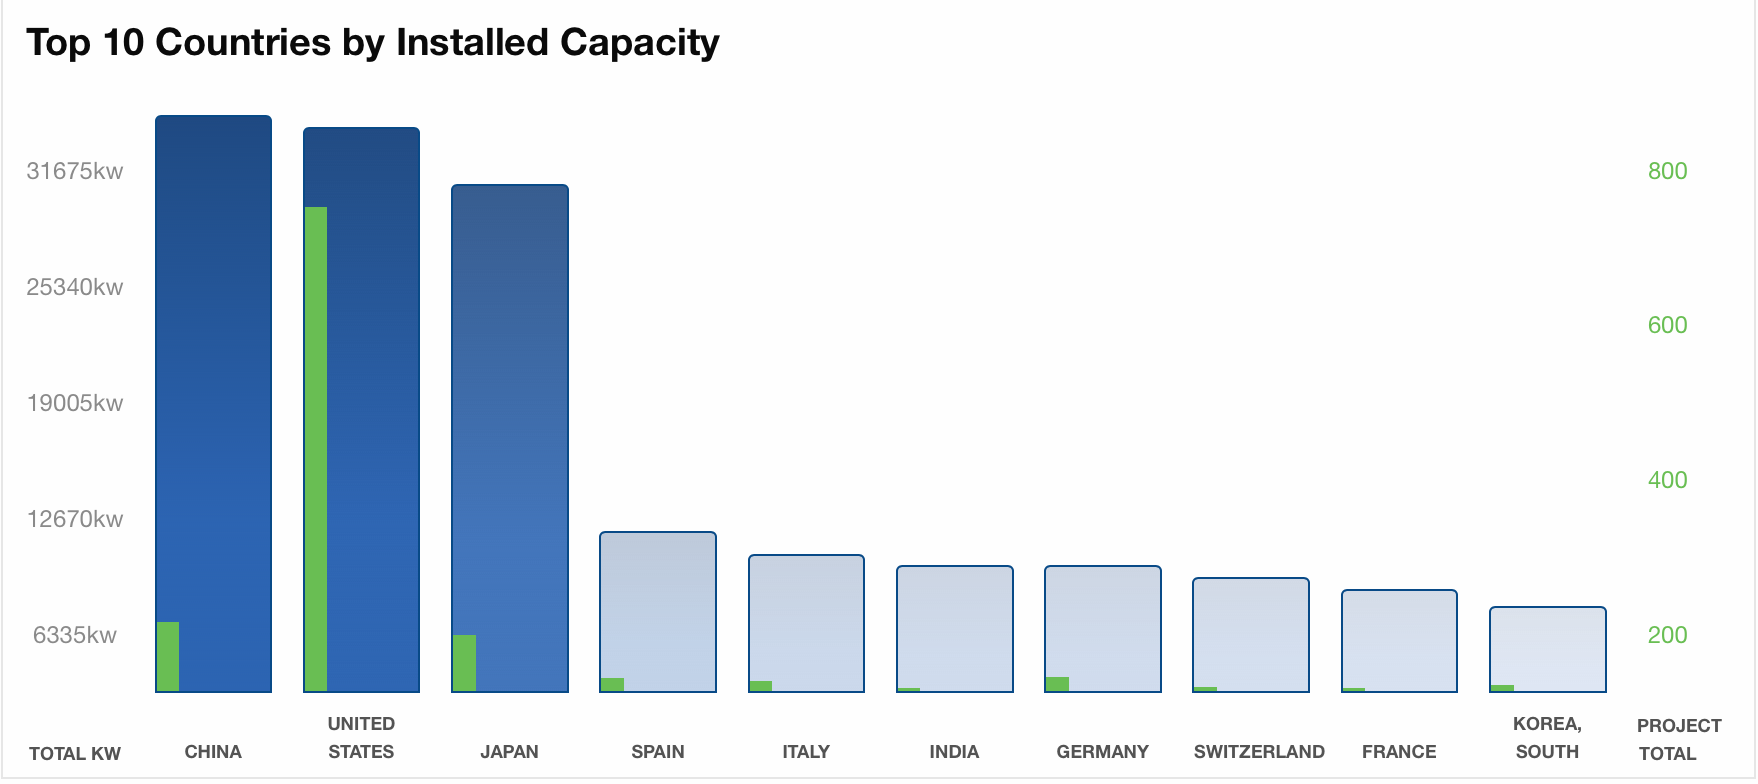 Top 10 Countries by Installed Capacity
31675kw
25340kw
19005kw
12670kw
6335kw
800
600
400
200
TOTAL KW
CHINA
UNITED
STATES
JAPAN
SPAIN
ITALY
INDIA
GERMANY
SWITZERLAND
FRANCE
KOREA,
SOUTH
PROJECT
TOTAL